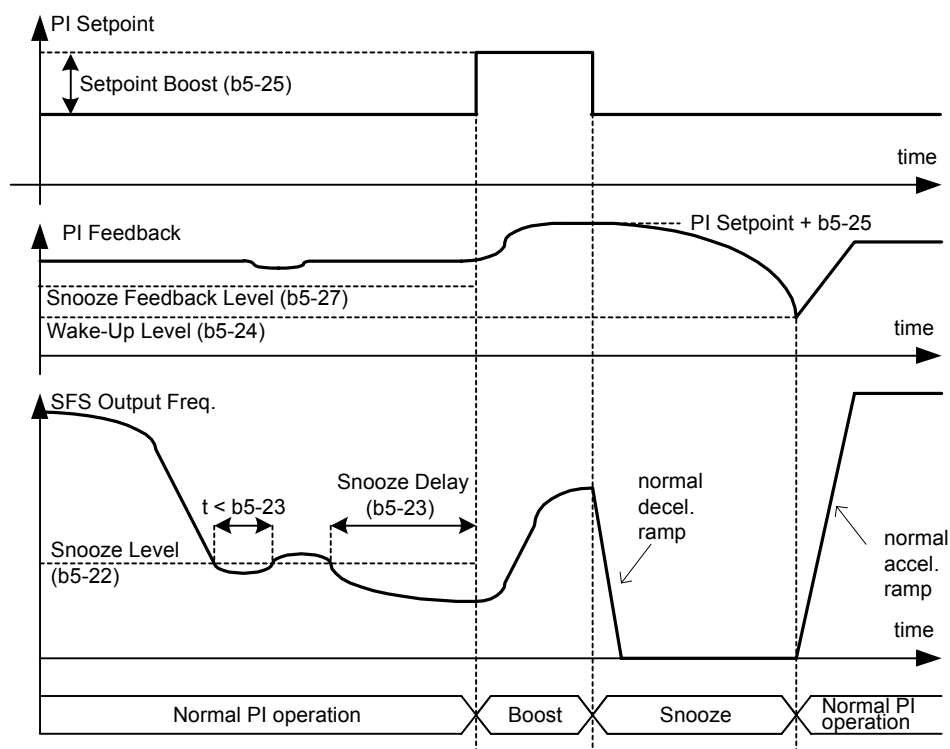 PI Setpoint
Setpoint Boost (b5-25)
time
PI Feedback
PI Setpoint + b5-25
Snooze Feedback Level (b5-27)
Wake-Up Level (b5-24)
time
SFS Output Freq.
t < b5-23
Snooze Delay
(b5-23)
normal
decel.
ramp
Snooze Level
(b5-22)
normal
accel.
ramp
time
Normal PI operation
Boost
Snooze
Normal PI
operation